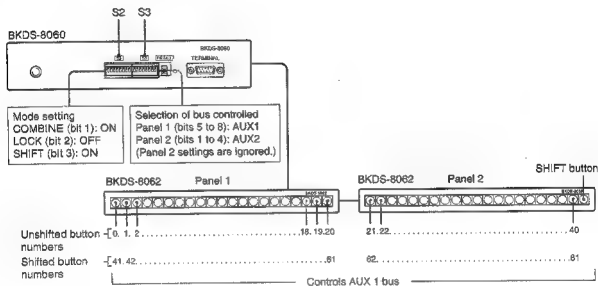 S2 S3
BKDS-8060
BKDS-8060
TERMINAL
Mode setting
COMBINE (bit 1): ON
LOCK (bit 2): OFF
SHIFT (bit 3): ON
Selection of bus controlled
Panel 1 (bits 5 to 8): AUX1
Panel 2 (bits 1 to 4): AUX2
(Panel 2 settings are ignored.)
SHIFT button
BKDS-8062 Panel 1
BKDS-8062 Panel 2
Unshifted button numbers
0. 1. 2 18. 19. 20
21. 22 40
Shifted button numbers
41. 42 61
62 81
Controls AUX 1 bus